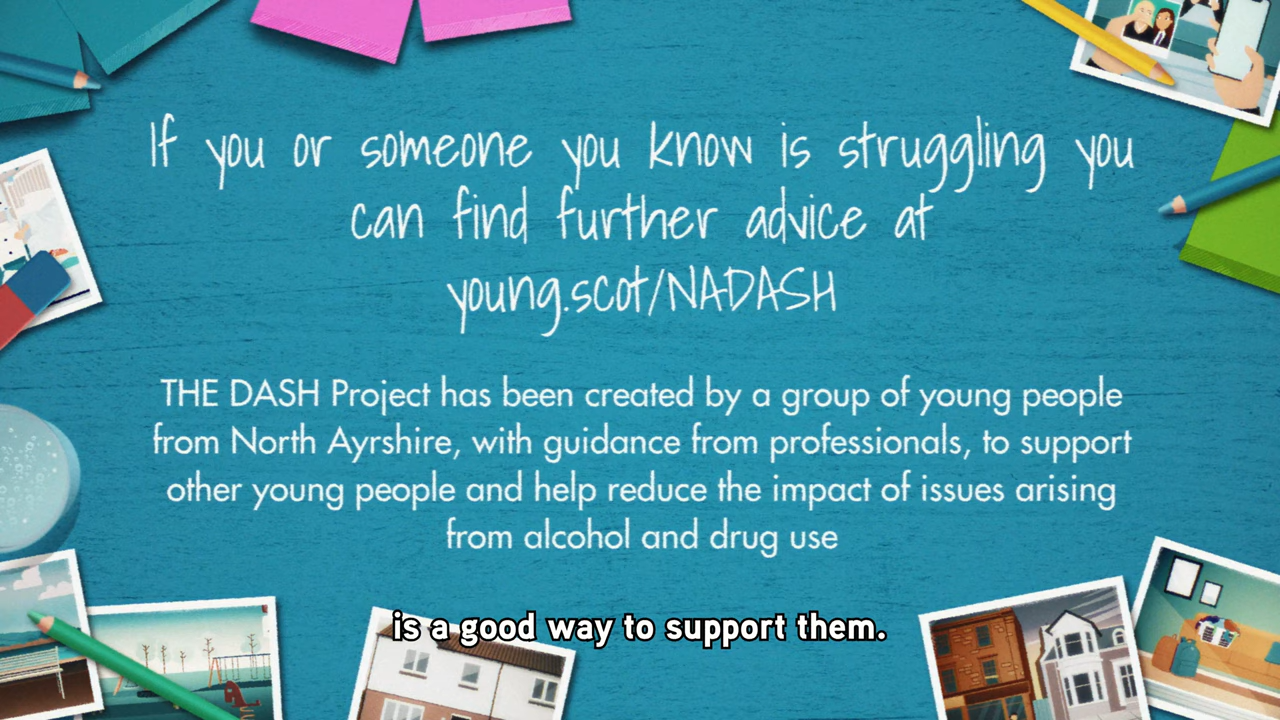 If you or someone you know is struggling you
can find further advice at
young.scot/NADASH
THE DASH Project has been created by a group of young people
from North Ayrshire, with guidance from professionals, to support
other young people and help reduce the impact of issues arising
from alcohol and drug use
is a good way to support them.